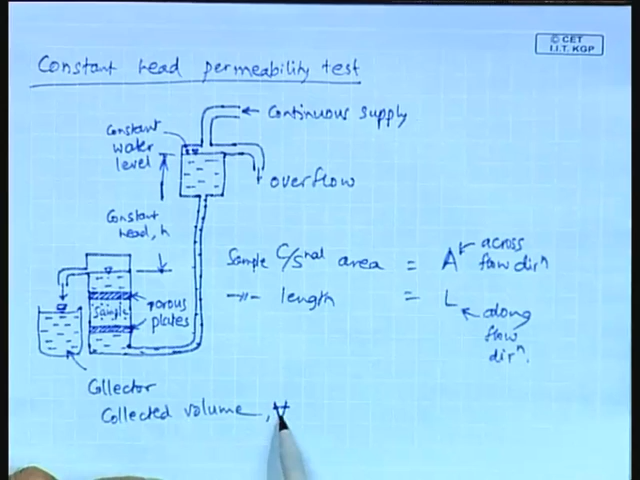 © CET
I.I.T. KGP
Constant head permeability test
Constant
water
level
Continuous supply
overflow
Constant
head, h
Sample C/Snal area = A
across
flow dirn
—〃— length = L
along
flow
dirn.
Sample
porous
plates
Collector
Collected volume, V